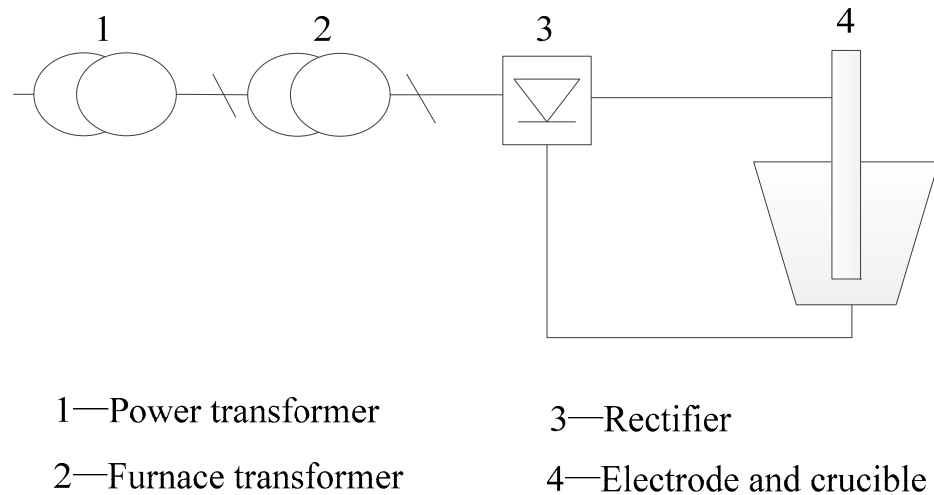 1 2 3 4
1—Power transformer
3—Rectifier
2—Furnace transformer
4—Electrode and crucible